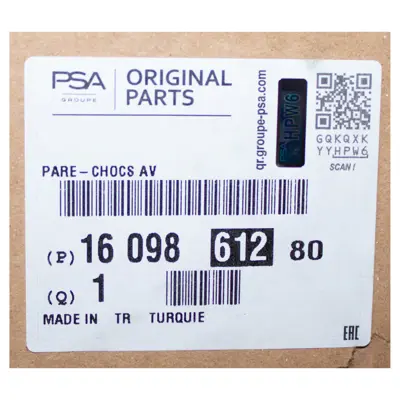 PSA
GROUPE
ORIGINAL
PARTS
qr.groupe-psa.com
HPW6
GQKQXK
YYHPW6
SCAN!
PARE-CHOCS AV
(P) 16 098 612 80
(Q) 1
MADE IN TR TURQUIE
EAC